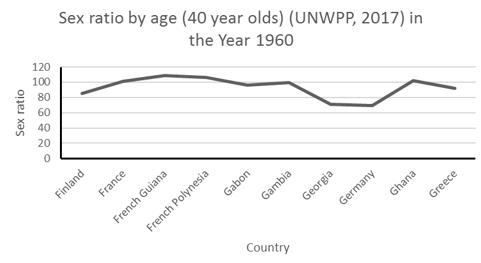 Sex ratio by age (40 year olds) (UNWPP, 2017) in
the Year 1960
120
100
80
60
40
20
0
Sex ratio
Finland
France
French Guiana
French Polynesia
Gabon
Gambia
Georgia
Germany
Ghana
Greece
Country